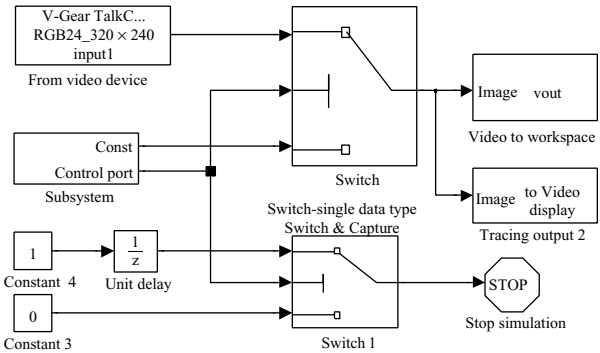 V-Gear TalkC...
RGB24_320 × 240
input1
From video device
Const
Control port
Subsystem
Switch
Image vout
Video to workspace
Image to Video
display
Tracing output 2
Switch-single data type
Switch & Capture
1
Constant 4
1
z
Unit delay
0
Constant 3
Switch 1
STOP
Stop simulation